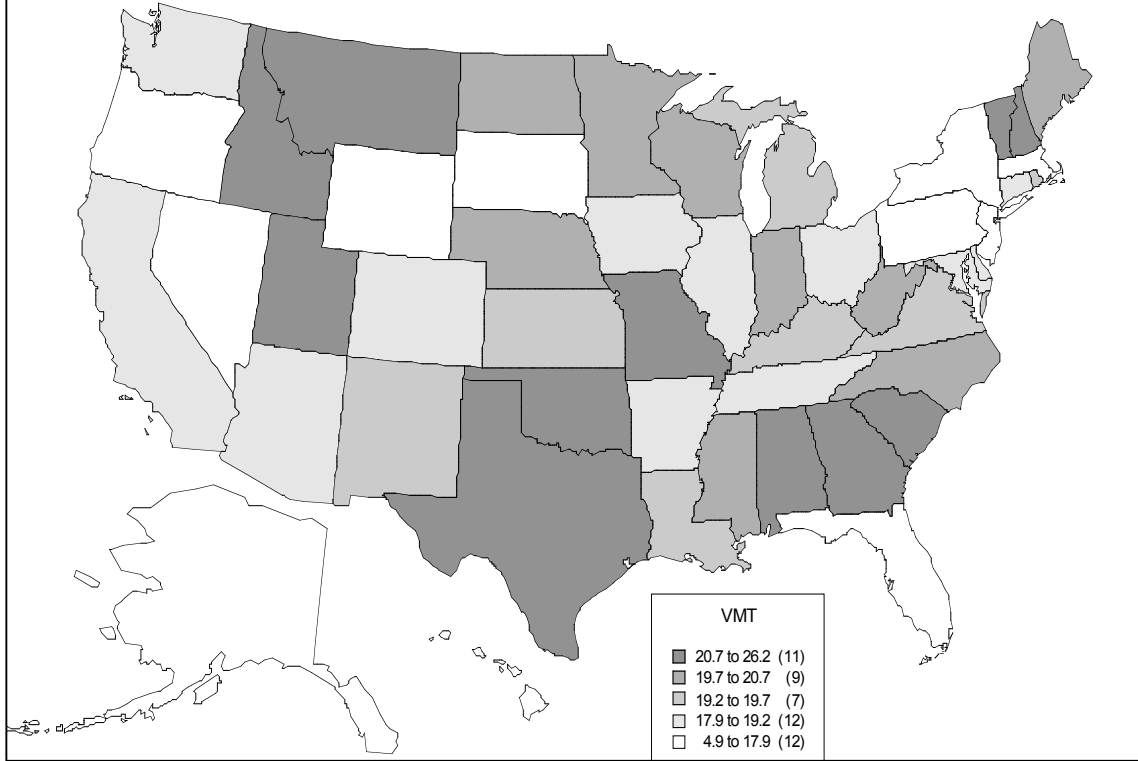 VMT
20.7 to 26.2 (11)
19.7 to 20.7 (9)
19.2 to 19.7 (7)
17.9 to 19.2 (12)
4.9 to 17.9 (12)